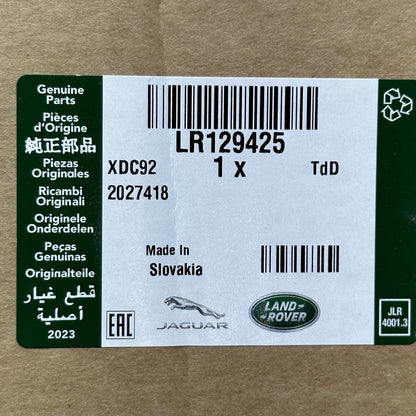 Genuine
Parts
Pièces
d'Origine
純正部品
Piezas
Originales
Ricambi
Originali
Originele
Onderdelen
Peças
Genuinas
Originalteile
قطع غيار
أصلية
2023
LR129425
XDC92 1 x TdD
2027418
Made In
Slovakia
EAC
JAGUAR
LAND-
-ROVER
JLR
4001.3